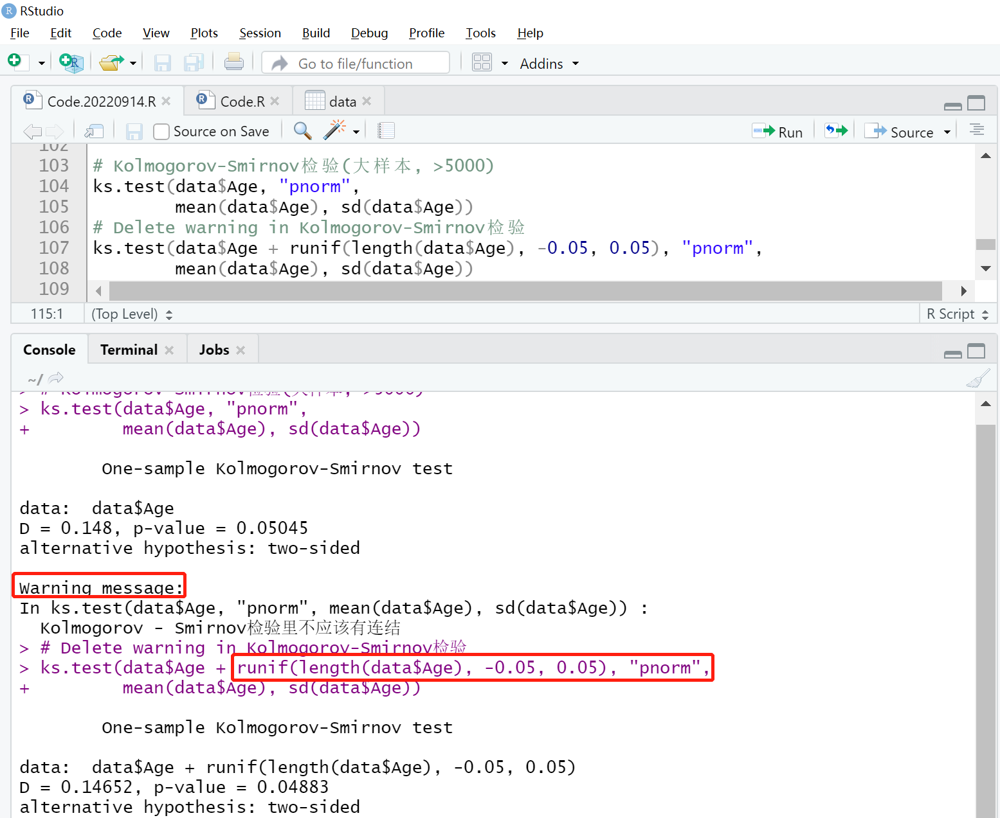 RStudio
File Edit Code View Plots Session Build Debug Profile Tools Help
Go to file/function Addins
Code.20220914.R Code.R data
Source on Save Run Source
102
103 # Kolmogorov-Smirnov检验(大样本, >5000)
104 ks.test(data$Age, "pnorm",
105 mean(data$Age), sd(data$Age))
106 # Delete warning in Kolmogorov-Smirnov检验
107 ks.test(data$Age + runif(length(data$Age), -0.05, 0.05), "pnorm",
108 mean(data$Age), sd(data$Age))
109
115:1 (Top Level) R Script
Console Terminal Jobs
~/
> # Kolmogorov-Smirnov检验(大样本, >5000)
> ks.test(data$Age, "pnorm",
+ mean(data$Age), sd(data$Age))
One-sample Kolmogorov-Smirnov test
data: data$Age
D = 0.148, p-value = 0.05045
alternative hypothesis: two-sided
Warning message:
In ks.test(data$Age, "pnorm", mean(data$Age), sd(data$Age)) :
Kolmogorov - Smirnov检验里不应该有连结
> # Delete warning in Kolmogorov-Smirnov检验
> ks.test(data$Age + runif(length(data$Age), -0.05, 0.05), "pnorm",
+ mean(data$Age), sd(data$Age))
One-sample Kolmogorov-Smirnov test
data: data$Age + runif(length(data$Age), -0.05, 0.05)
D = 0.14652, p-value = 0.04883
alternative hypothesis: two-sided